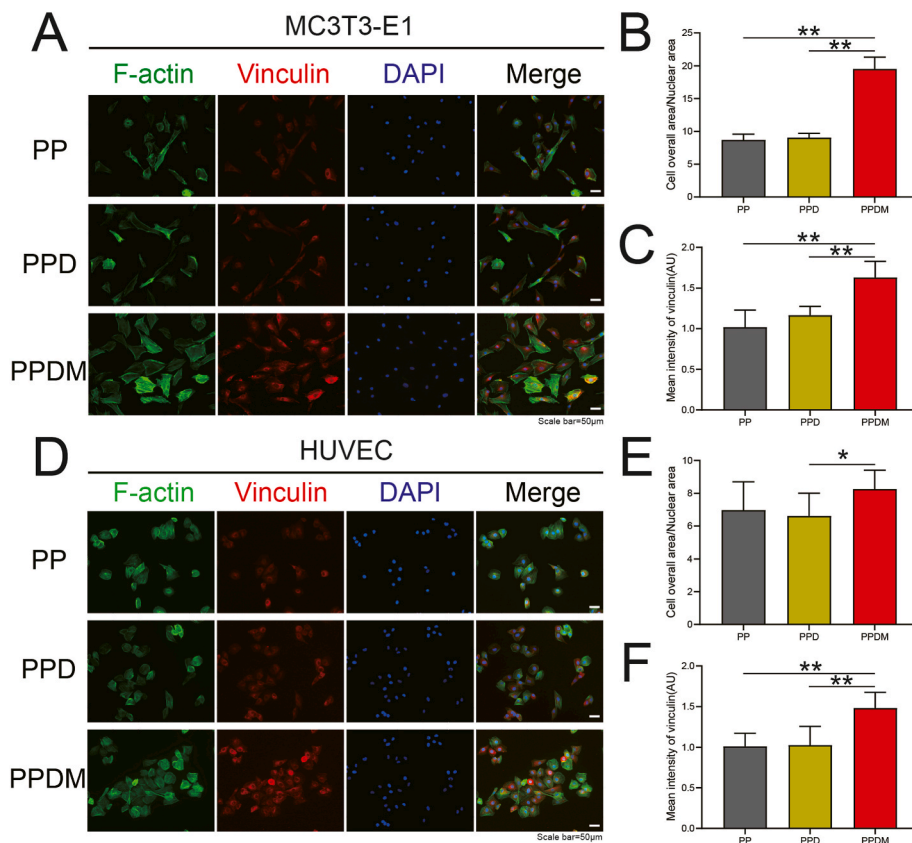 A
MC3T3-E1
F-actin Vinculin DAPI Merge
PP
PPD
PPDM
Scale bar=50μm
B
Cell overall area/Nuclear area
25
20
15
10
5
0
** 
**
PP PPD PPDM
C
Mean intensity of vinculin(AU)
2.0
1.5
1.0
0.5
0.0
**
**
PP PPD PPDM
D
HUVEC
F-actin Vinculin DAPI Merge
PP
PPD
PPDM
Scale bar=50μm
E
Cell overall area/Nuclear area
10
8
6
4
2
0
*
PP PPD PPDM
F
Mean intensity of vinculin(AU)
2.0
1.5
1.0
0.5
0.0
**
**
PP PPD PPDM